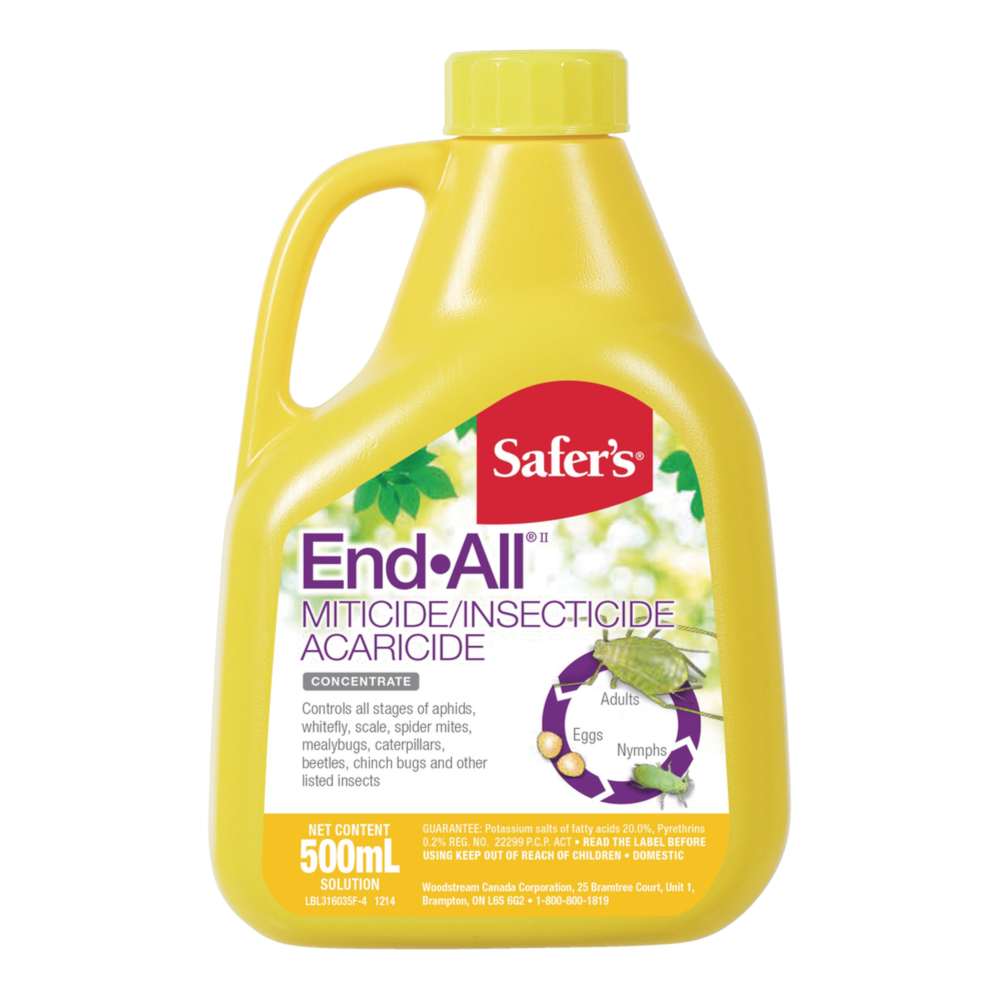 Safer's®
End•All® II
MITICIDE/INSECTICIDE
ACARICIDE
CONCENTRATE
Controls all stages of aphids,
whitefly, scale, spider mites,
mealybugs, caterpillars,
beetles, chinch bugs and other
listed insects
Adults
Eggs
Nymphs
NET CONTENT
500mL
SOLUTION
LBL316035F-4 1214
GUARANTEE: Potassium salts of fatty acids 20.0%, Pyrethrins
0.2% REG. NO. 22299 P.C.P. ACT • READ THE LABEL BEFORE
USING KEEP OUT OF REACH OF CHILDREN • DOMESTIC
Woodstream Canada Corporation, 25 Bramtree Court, Unit 1,
Brampton, ON L6S 6G2 • 1-800-800-1819